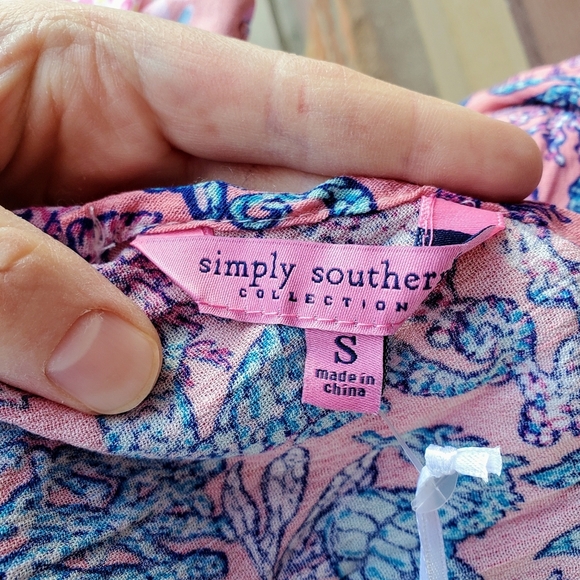 simply souther
COLLECTION
S
made in
china